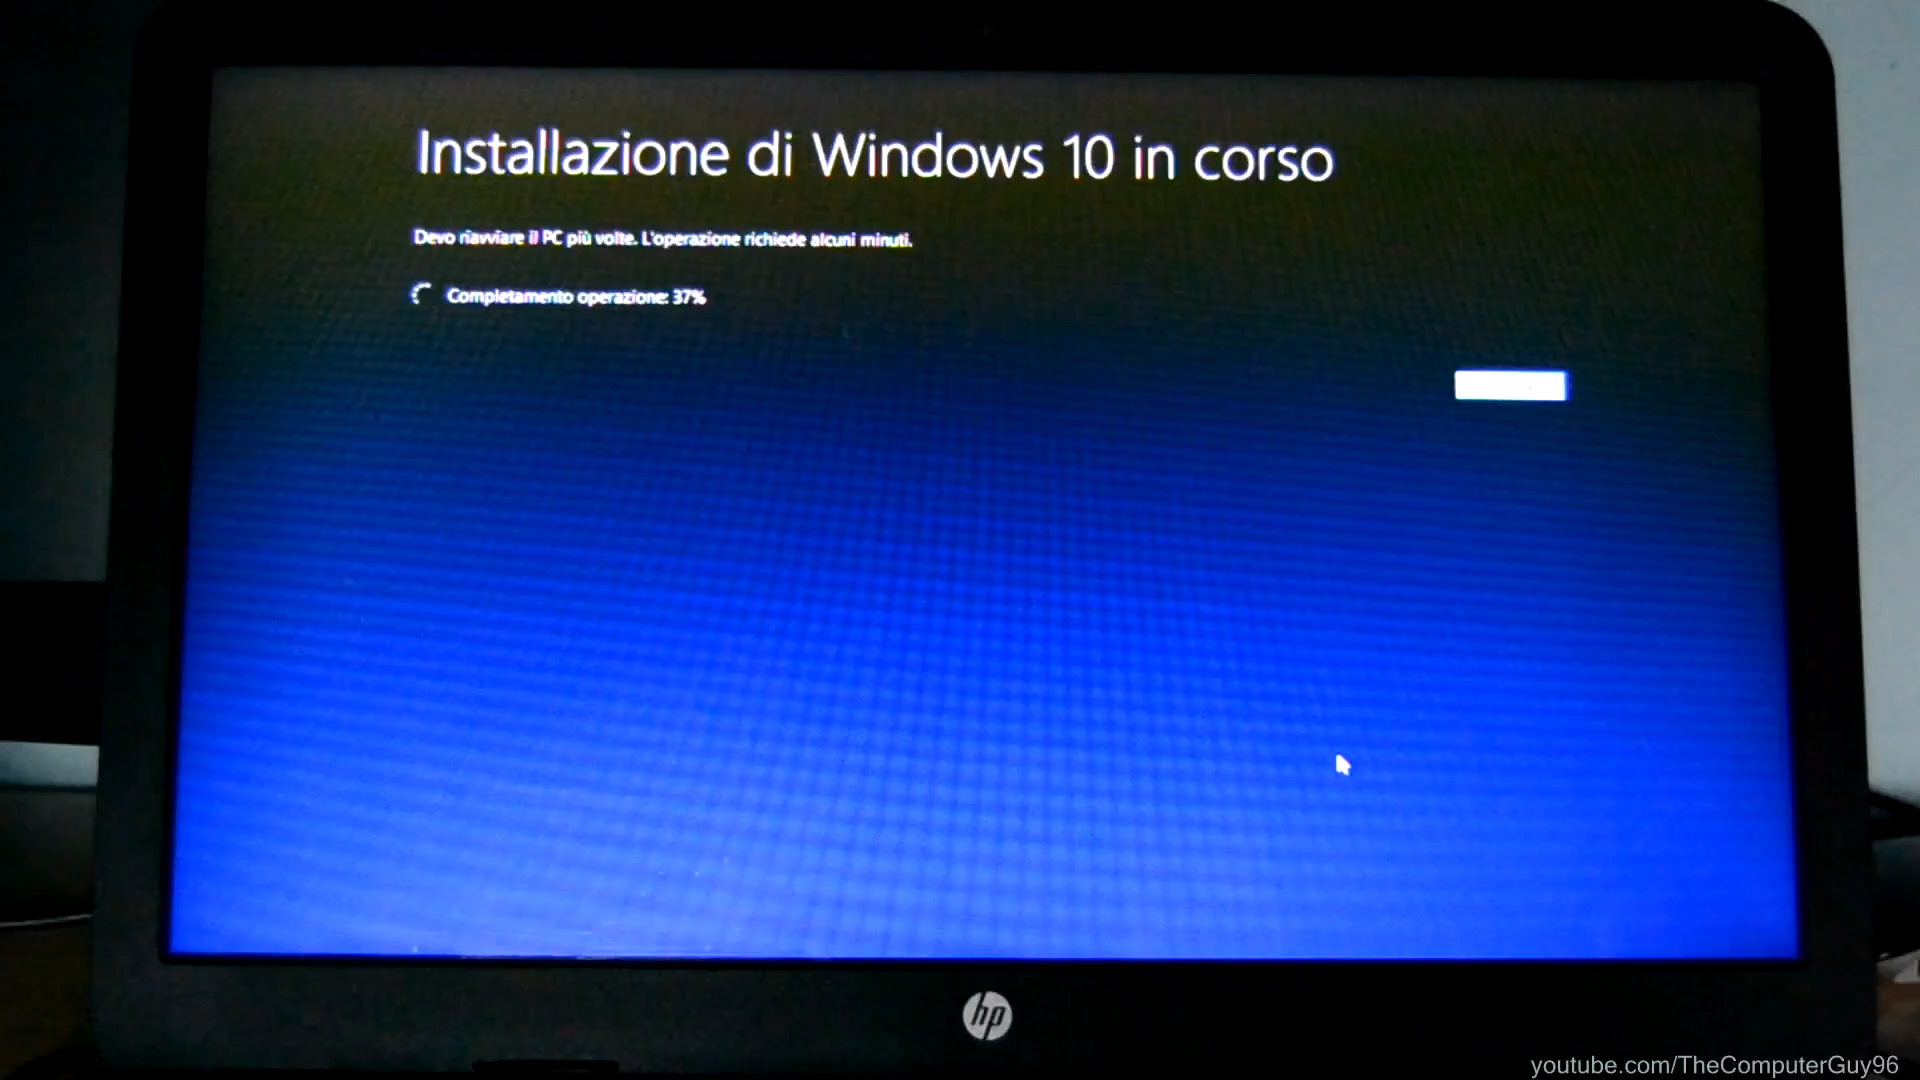 Installazione di Windows 10 in corso
Devo riavviare il PC più volte. L'operazione richiede alcuni minuti.
Completamento operazione: 37%
hp
youtube.com/TheComputerGuy96